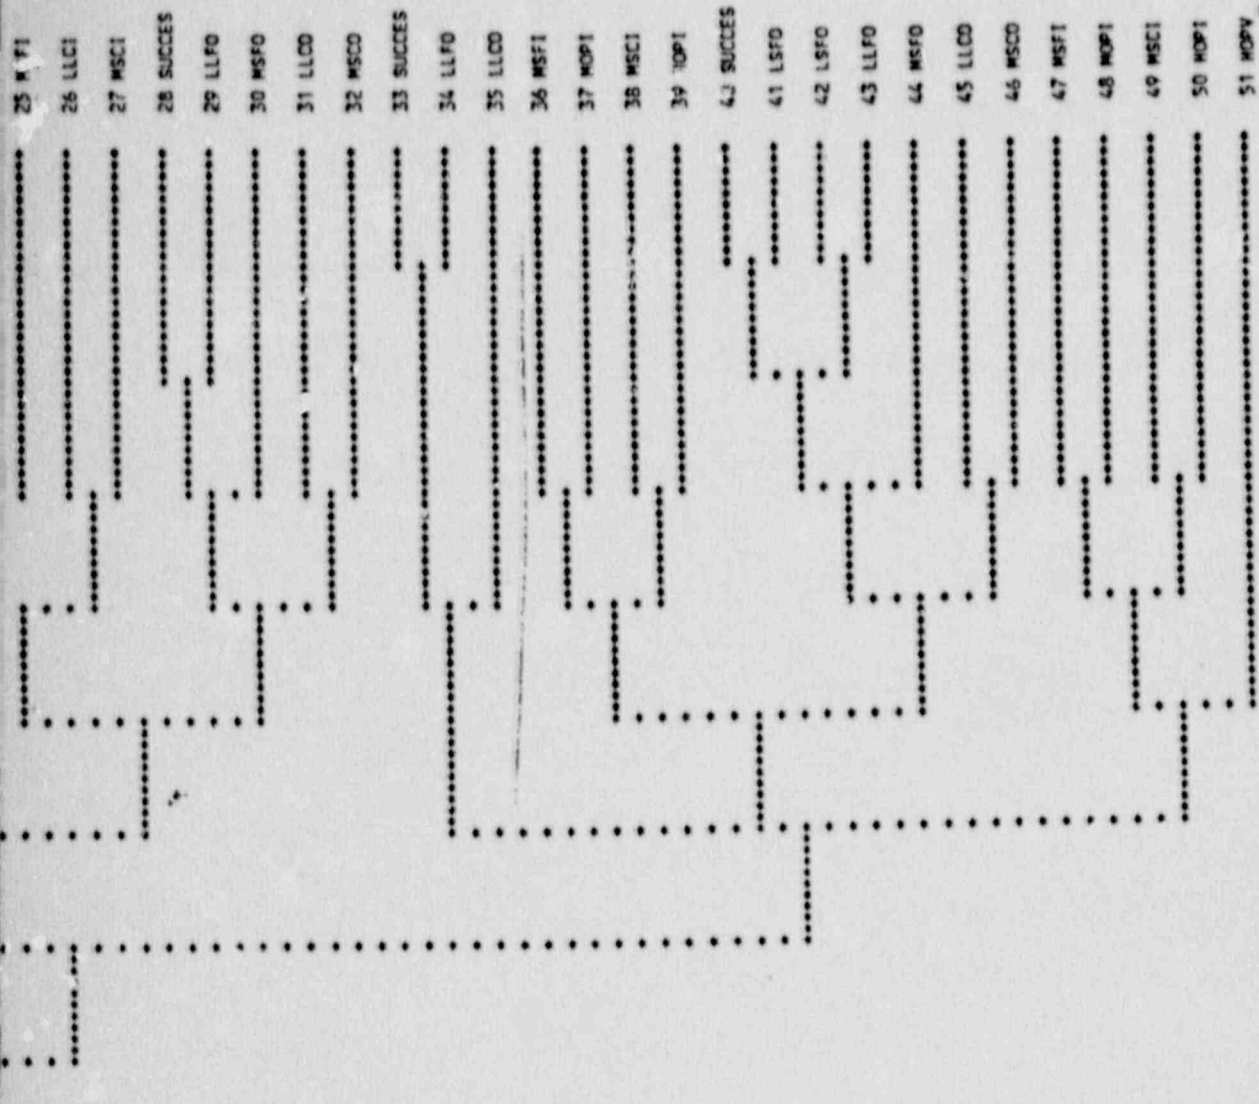 25
26 LLCI
27 MSCI
28 SUCCES
29 LLFO
30 MSFO
31 LLCO
32 MSCO
33 SUCCES
34 LLFO
35 LLCO
36 MSFI
37 MOPI
38 MSCI
39
SUCCES
41 LSFO
42 LSFO
43 LLFO
44 MSFO
45 LLCO
46 MSCO
47 MSFI
48 MOPI
49 MSCI
50 MOPI
51 MOPV